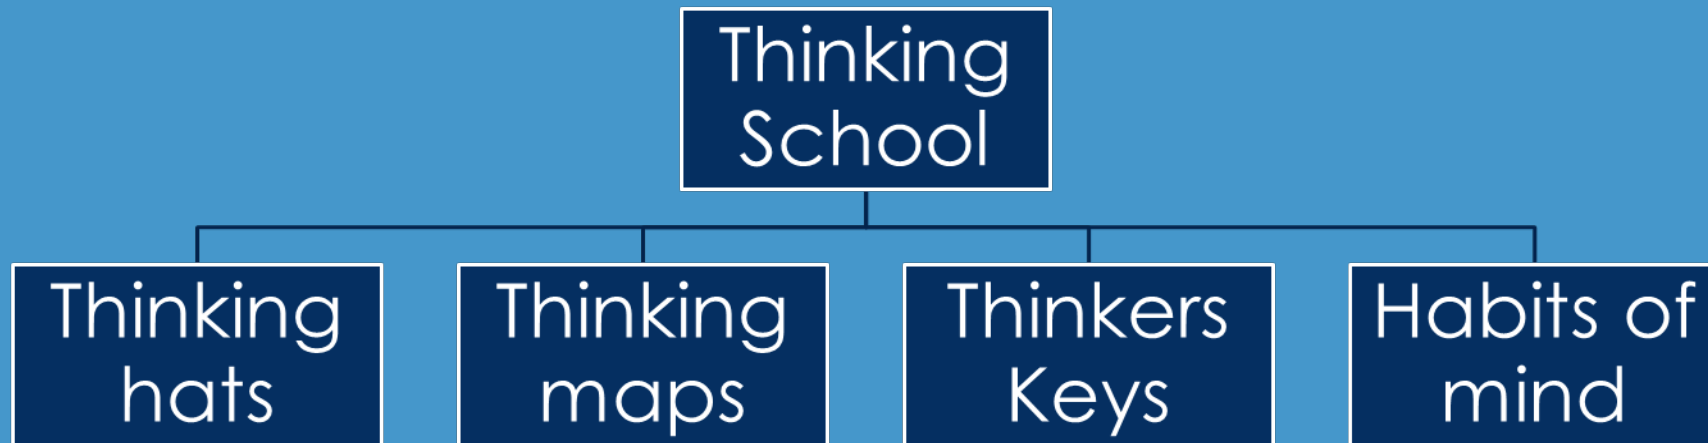 Thinking
School
Thinking
hats
Thinking
maps
Thinkers
Keys
Habits of
mind